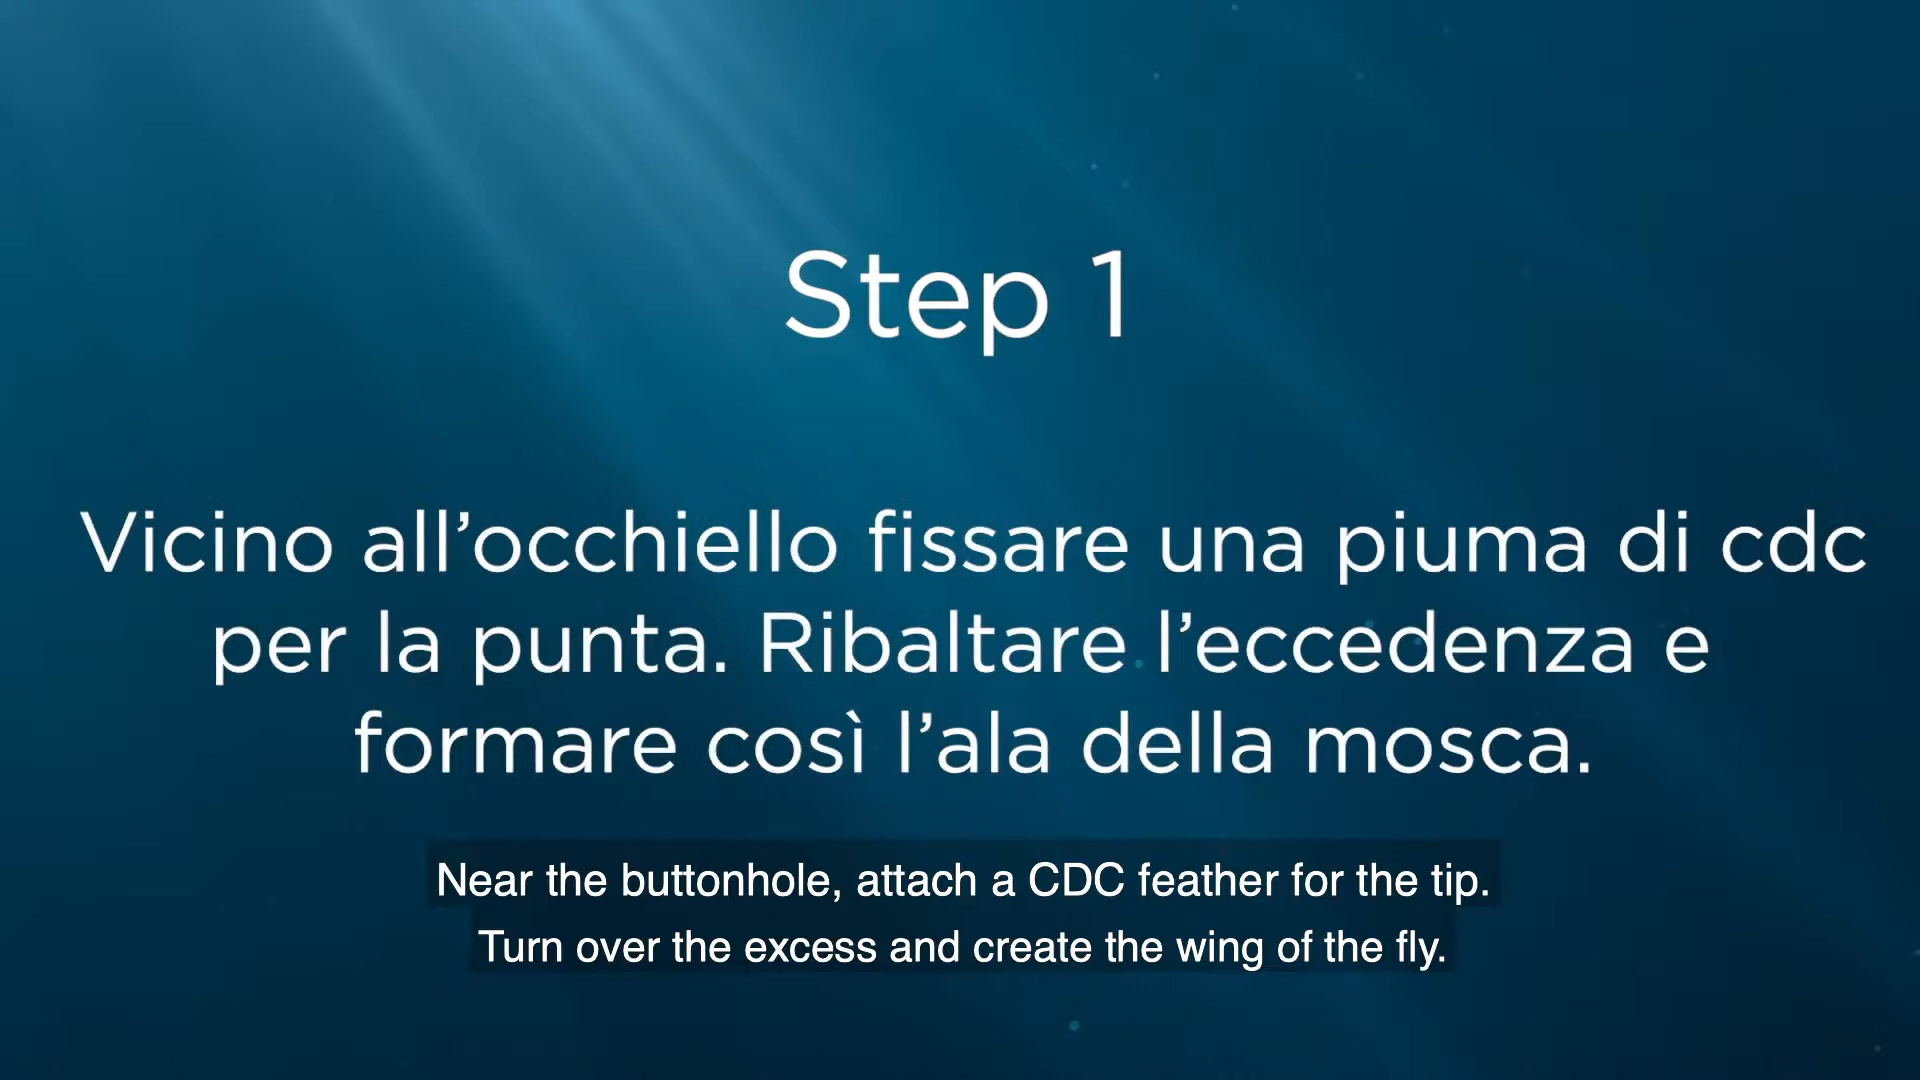 Step 1
Vicino all’occhiello fissare una piuma di cdc
per la punta. Ribaltare l’eccedenza e
formare così l’ala della mosca.
Near the buttonhole, attach a CDC feather for the tip.
Turn over the excess and create the wing of the fly.